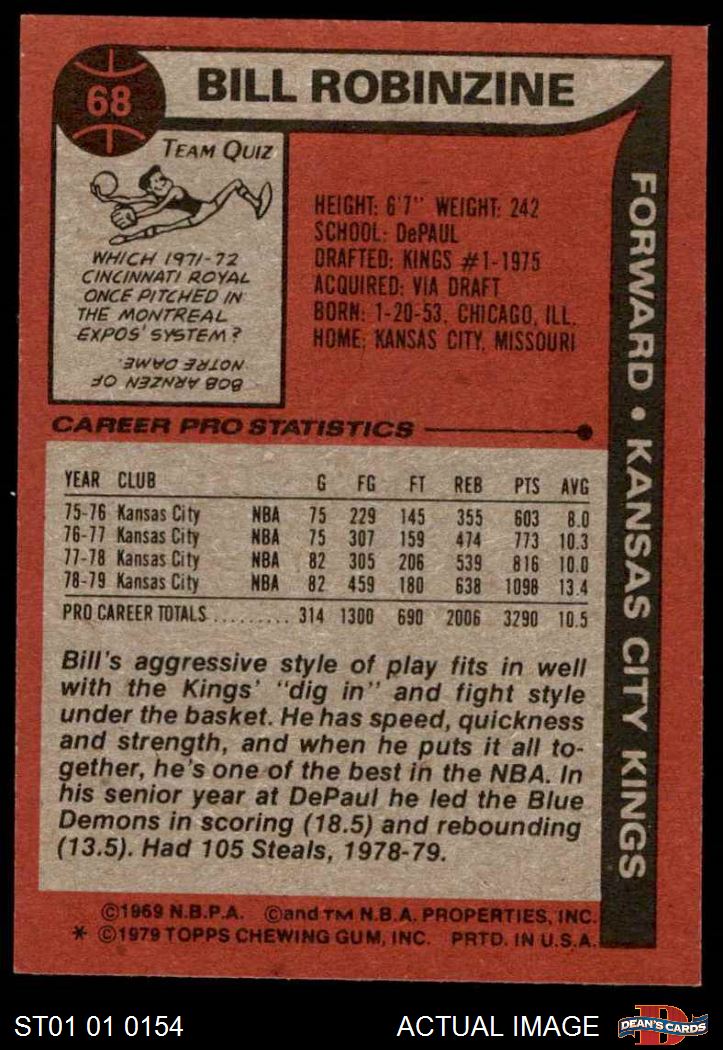 68
BILL ROBINZINE
TEAM QUIZ
WHICH 1971-72
CINCINNATI ROYAL
ONCE PITCHED IN
THE MONTREAL
EXPOS' SYSTEM?
BOB ARNZEN OF
NOTRE DAME.
HEIGHT: 6'7" WEIGHT: 242
SCHOOL: DePAUL
DRAFTED: KINGS #1-1975
ACQUIRED: VIA DRAFT
BORN: 1-20-53, CHICAGO, ILL.
HOME: KANSAS CITY, MISSOURI
FORWARD • KANSAS CITY KINGS
CAREER PRO STATISTICS
YEAR CLUB G FG FT REB PTS AVG
75-76 Kansas City NBA 75 229 145 355 603 8.0
76-77 Kansas City NBA 75 307 159 474 773 10.3
77-78 Kansas City NBA 82 305 206 539 816 10.0
78-79 Kansas City NBA 82 459 180 638 1098 13.4
PRO CAREER TOTALS ......... 314 1300 690 2006 3290 10.5
Bill's aggressive style of play fits in well
with the Kings' "dig in" and fight style
under the basket. He has speed, quickness
and strength, and when he puts it all to-
gether, he's one of the best in the NBA. In
his senior year at DePaul he led the Blue
Demons in scoring (18.5) and rebounding
(13.5). Had 105 Steals, 1978-79.
©1969 N.B.P.A. ©and TM N.B.A. PROPERTIES, INC.
* ©1979 TOPPS CHEWING GUM, INC. PRTD. IN U.S.A.
ST01 01 0154
ACTUAL IMAGE
D
DEAN'S CARDS